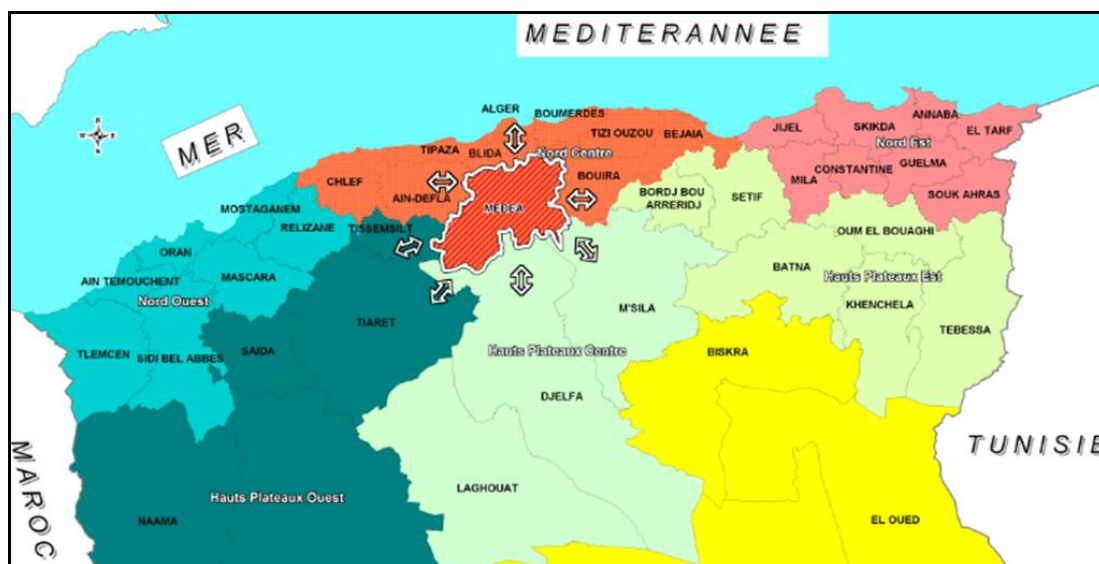 MEDITERANNEE
MER
N
W E
S
ALGER
BOUMERDES
ANNABA
TIZI OUZOU
BEJAIA
JIJEL
SKIKDA
EL TARF
TIPAZA
BLIDA
Nord Centre
Nord Est
CHLEF
AIN-DEFLA
BOUIRA
MILA
CONSTANTINE
GUELMA
MEDEA
BORDJ BOU
ARRERIDJ
SETIF
SOUK AHRAS
MOSTAGANEM
RELIZANE
TISSEMSILT
OUM EL BOUAGHI
ORAN
MASCARA
AIN TEMOUCHENT
Nord Ouest
BATNA
Hauts Plateaux Est
KHENCHELA
M'SILA
TIARET
TEBESSA
TLEMCEN
SIDI BEL ABBES
SAIDA
Hauts Plateaux Centre
BISKRA
DJELFA
TUNISIE
MAROC
LAGHOUAT
Hauts Plateaux Ouest
NAAMA
EL OUED